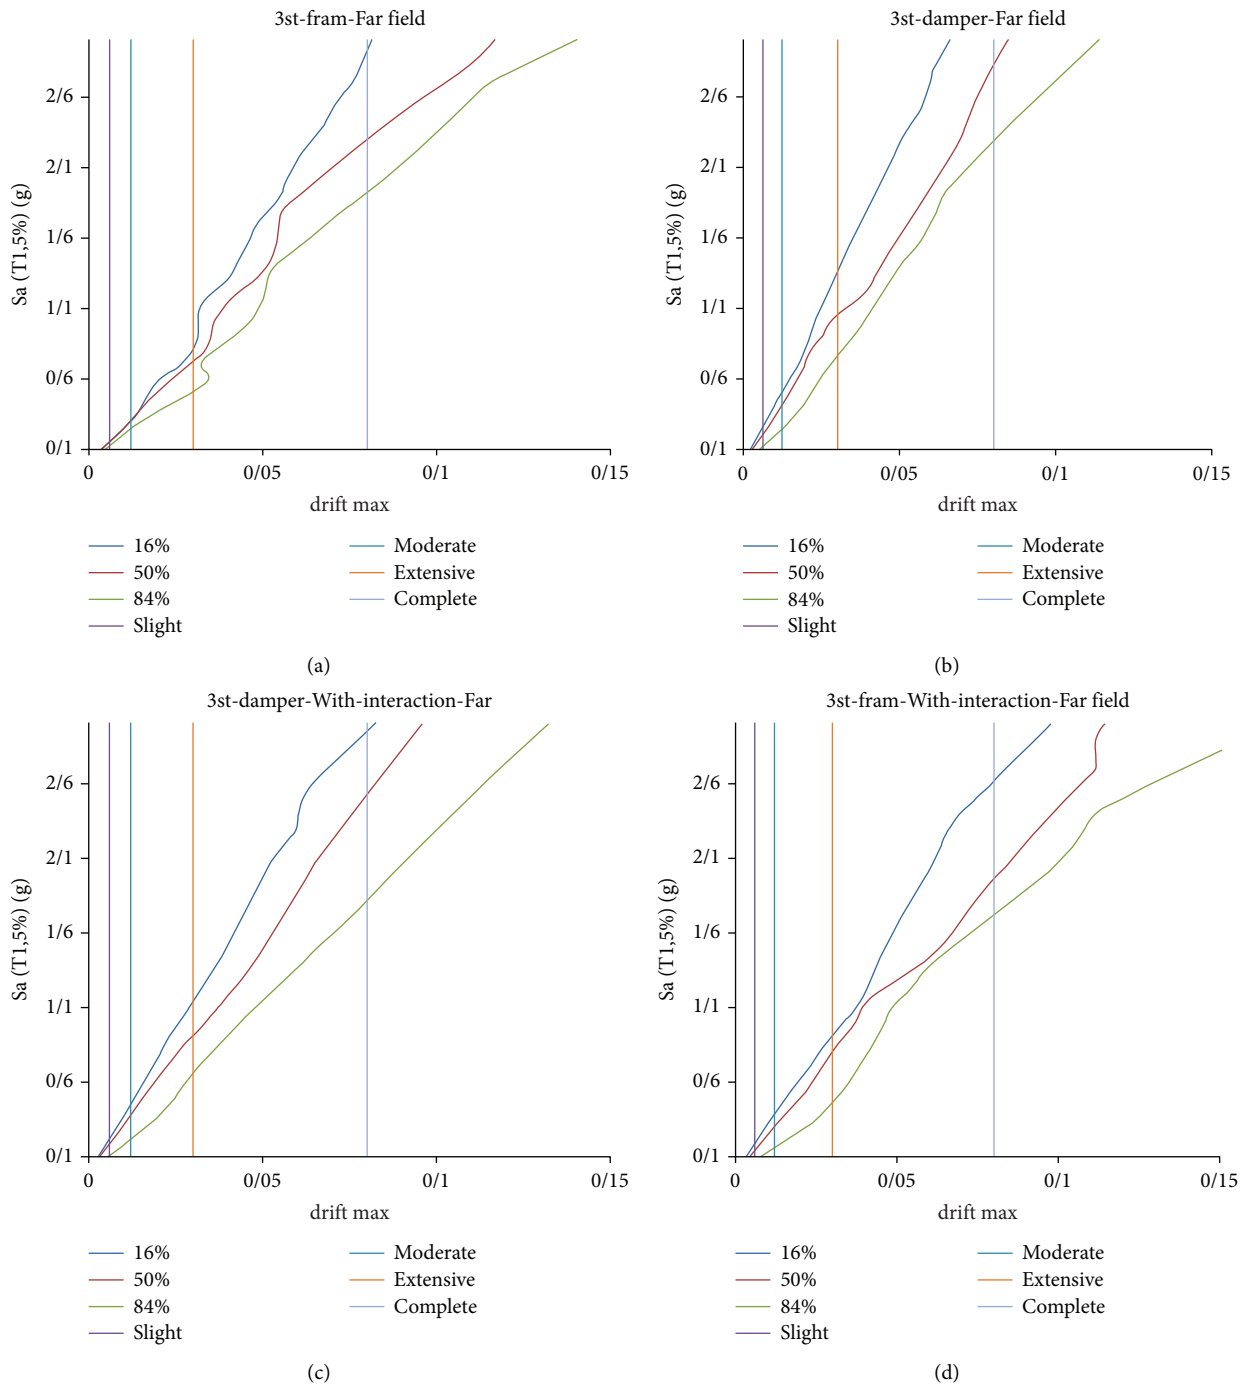 3st-fram-Far field
Sa (T1,5%) (g)
2/6
2/1
1/6
1/1
0/6
0/1
0 0/05 0/1 0/15
drift max
16% Moderate
50% Extensive
84% Complete
Slight
(a)
3st-damper-Far field
Sa (T1,5%) (g)
2/6
2/1
1/6
1/1
0/6
0/1
0 0/05 0/1 0/15
drift max
16% Moderate
50% Extensive
84% Complete
Slight
(b)
3st-damper-With-interaction-Far
Sa (T1,5%) (g)
2/6
2/1
1/6
1/1
0/6
0/1
0 0/05 0/1 0/15
drift max
16% Moderate
50% Extensive
84% Complete
Slight
(c)
3st-fram-With-interaction-Far field
Sa (T1,5%) (g)
2/6
2/1
1/6
1/1
0/6
0/1
0 0/05 0/1 0/15
drift max
16% Moderate
50% Extensive
84% Complete
Slight
(d)